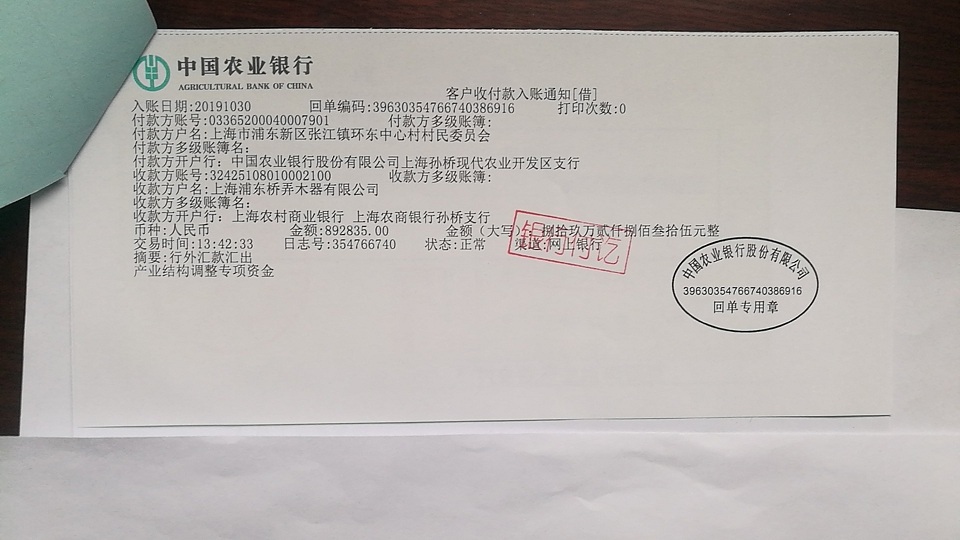 中国农业银行
AGRICULTURAL BANK OF CHINA
客户收付款入账通知[借]
入账日期:20191030 回单编码:39630354766740386916 打印次数:0
付款方账号:03365200040007901 付款方多级账簿:
付款方户名:上海市浦东新区张江镇环东中心村村民委员会
付款方多级账簿名:
付款方开户行: 中国农业银行股份有限公司上海孙桥现代农业开发区支行
收款方账号:32425108010002100 收款方多级账簿:
收款方户名:上海浦东桥弄木器有限公司
收款方多级账簿名:
收款方开户行: 上海农村商业银行 上海农商银行孙桥支行
币种:人民币 金额:892835.00 金额(大写): 捌拾玖万贰仟捌佰叁拾伍元整
交易时间:13:42:33 日志号:354766740 状态:正常 渠道:网上银行
摘要:行外汇款汇出
产业结构调整专项资金
银行付讫
中国农业银行股份有限公司
39630354766740386916
回单专用章